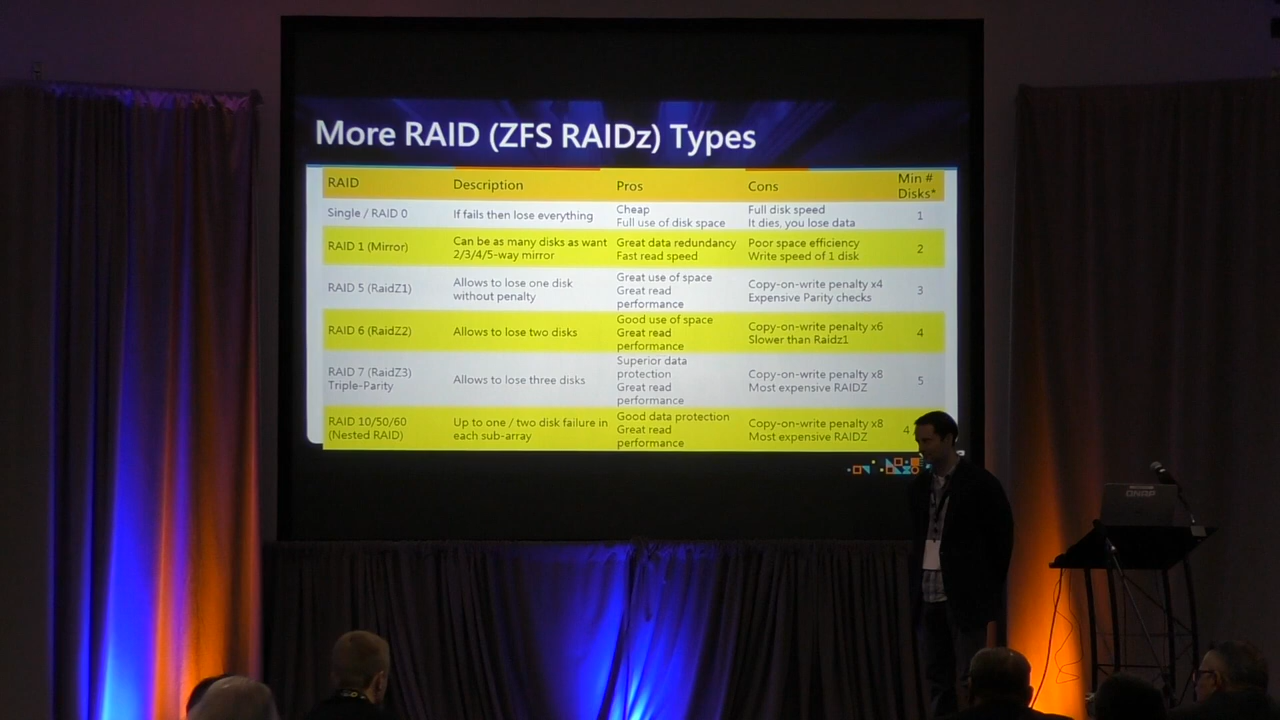 More RAID (ZFS RAIDz) Types
RAID Description Pros Cons Min # Disks*
Single / RAID 0 If fails then lose everything Cheap Full disk speed 1
Full use of disk space It dies, you lose data
RAID 1 (Mirror) Can be as many disks as want Great data redundancy Poor space efficiency 2
2/3/4/5-way mirror Fast read speed Write speed of 1 disk
RAID 5 (RaidZ1) Allows to lose one disk Great use of space Copy-on-write penalty x4 3
without penalty Great read Expensive Parity checks
performance
RAID 6 (RaidZ2) Allows to lose two disks Good use of space Copy-on-write penalty x6 4
Great read Slower than Raidz1
performance
RAID 7 (RaidZ3) Allows to lose three disks Superior data Copy-on-write penalty x8 5
Triple-Parity protection Most expensive RAIDZ
Great read
performance
RAID 10/50/60 Up to one / two disk failure in Good data protection Copy-on-write penalty x8 4
(Nested RAID) each sub-array Great read Most expensive RAIDZ
performance
QNAP